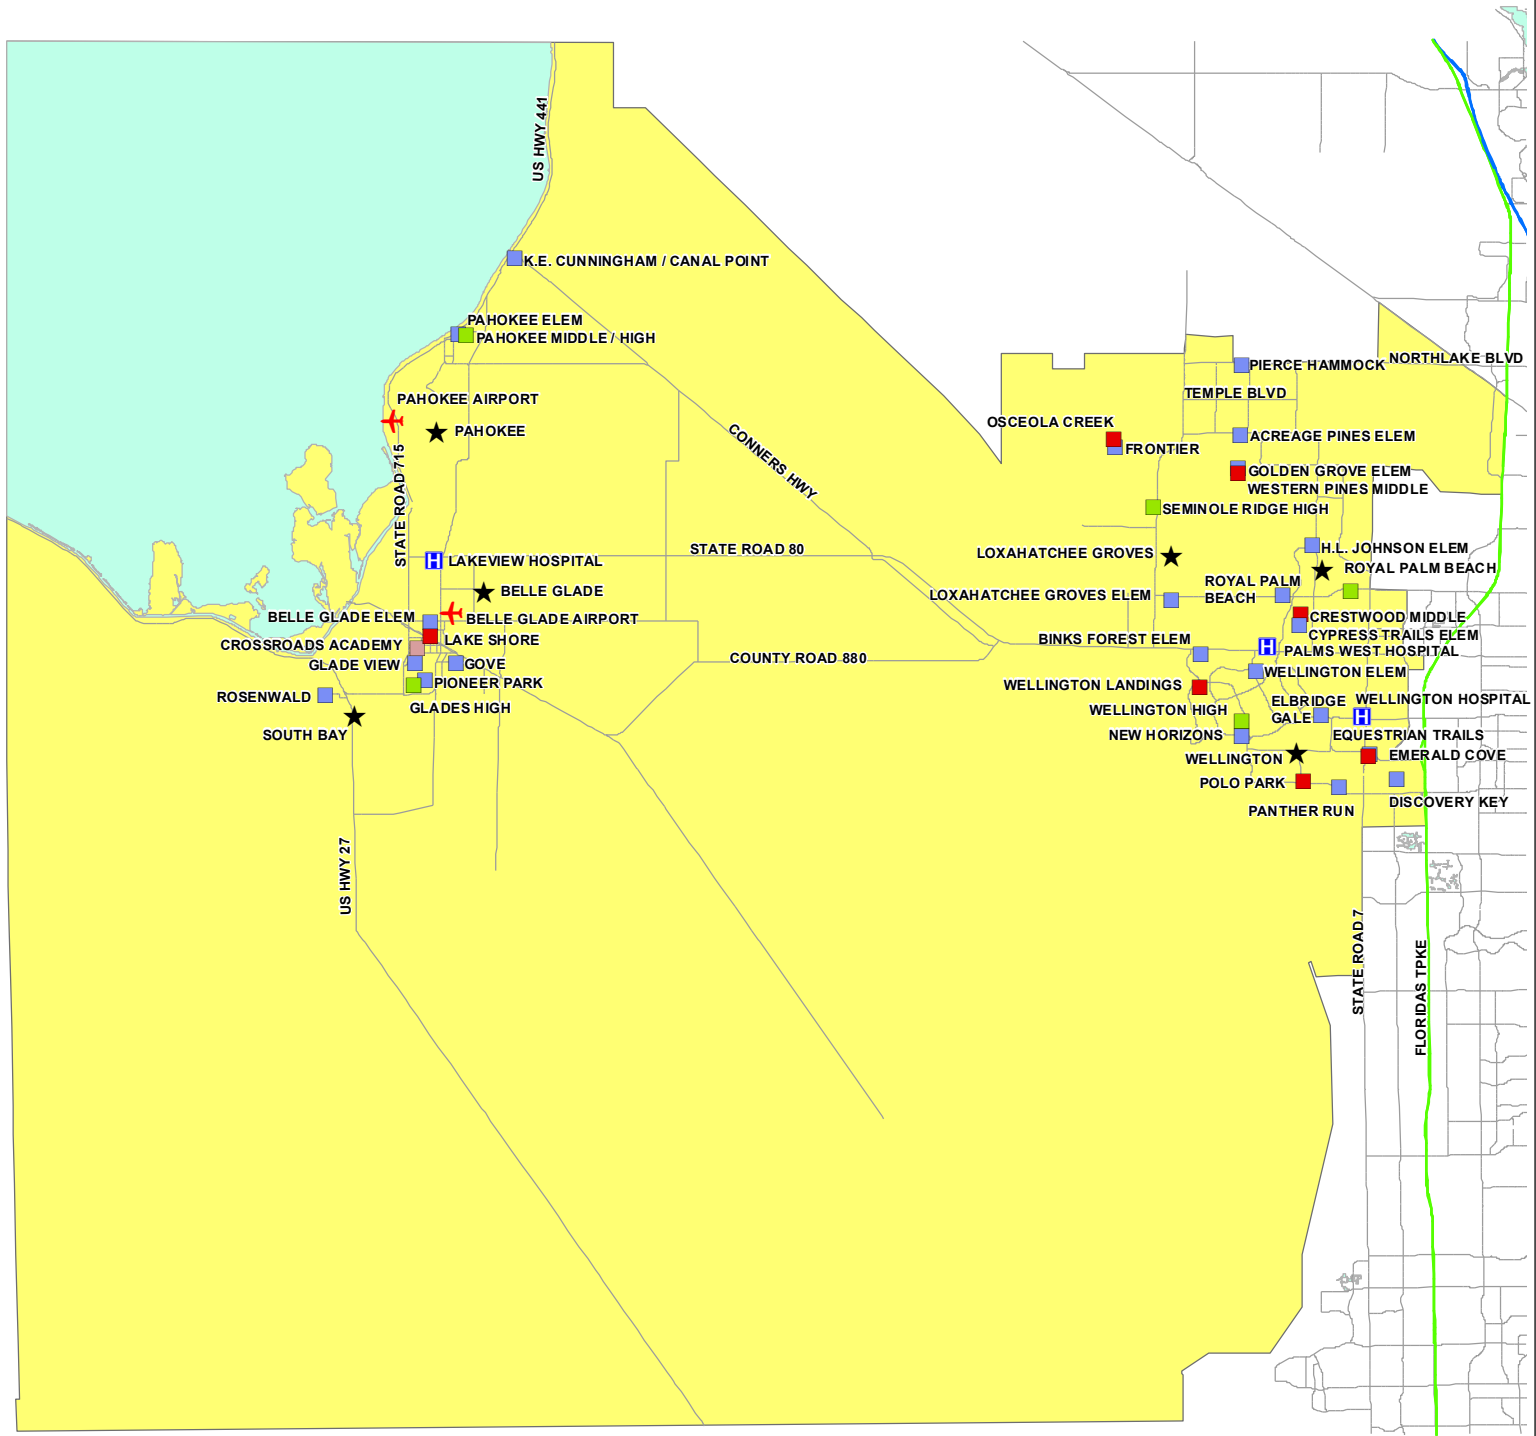 US HWY 441
K.E. CUNNINGHAM / CANAL POINT
PAHOKEE ELEM
PAHOKEE MIDDLE / HIGH
PAHOKEE AIRPORT
PAHOKEE
STATE ROAD 715
CONNERS HWY
STATE ROAD 80
LAKEVIEW HOSPITAL
H
BELLE GLADE
BELLE GLADE ELEM
BELLE GLADE AIRPORT
CROSSROADS ACADEMY
LAKE SHORE
GLADE VIEW
GOVE
COUNTY ROAD 880
PIONEER PARK
ROSENWALD
GLADES HIGH
SOUTH BAY
US HWY 27
NORTHLAKE BLVD
PIERCE HAMMOCK
TEMPLE BLVD
OSCEOLA CREEK
FRONTIER
ACREAGE PINES ELEM
GOLDEN GROVE ELEM
WESTERN PINES MIDDLE
SEMINOLE RIDGE HIGH
LOXAHATCHEE GROVES
H.L. JOHNSON ELEM
ROYAL PALM BEACH
ROYAL PALM
BEACH
LOXAHATCHEE GROVES ELEM
CRESTWOOD MIDDLE
CYPRESS TRAILS ELEM
BINKS FOREST ELEM
H
PALMS WEST HOSPITAL
WELLINGTON ELEM
WELLINGTON LANDINGS
ELBRIDGE
GALE
WELLINGTON HOSPITAL
H
WELLINGTON HIGH
NEW HORIZONS
EQUESTRIAN TRAILS
WELLINGTON
EMERALD COVE
POLO PARK
PANTHER RUN
DISCOVERY KEY
STATE ROAD 7
FLORIDAS TPKE